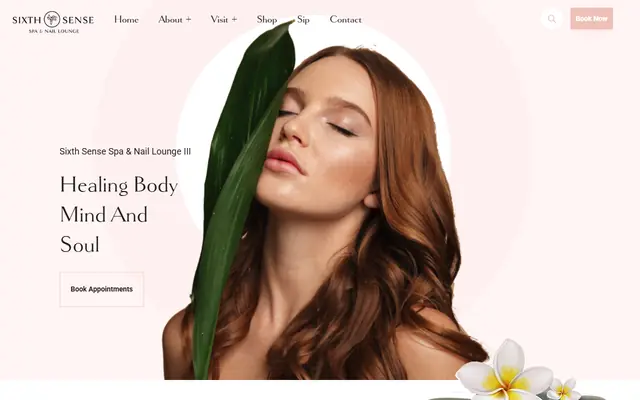 SIXTH SENSE
SPA & NAIL LOUNGE
Home
About +
Visit +
Shop
Sip
Contact
Book Now
Sixth Sense Spa & Nail Lounge III
Healing Body
Mind And
Soul
Book Appointments